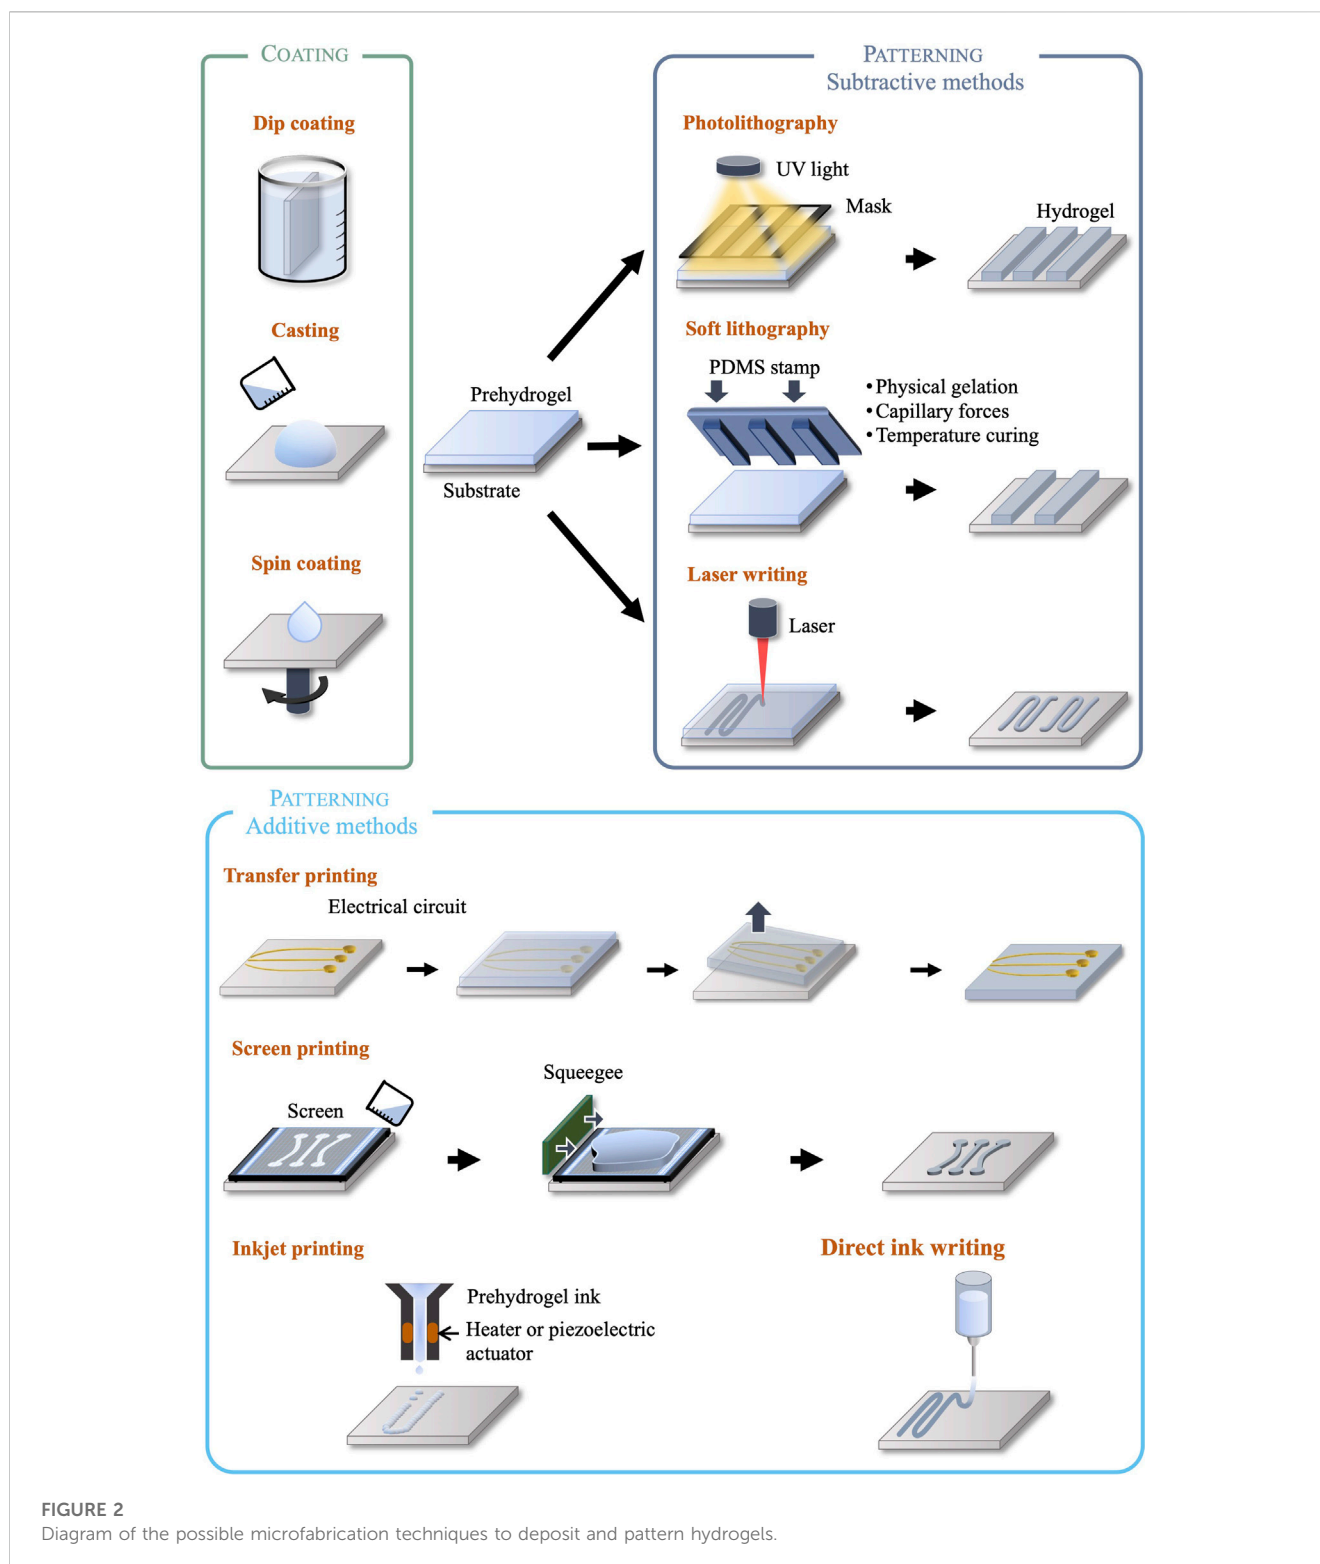 COATING
Dip coating
Casting
Spin coating
Prehydrogel
Substrate
PATTERNING
Subtractive methods
Photolithography
UV light
Mask
Hydrogel
Soft lithography
PDMS stamp
• Physical gelation
• Capillary forces
• Temperature curing
Laser writing
Laser
PATTERNING
Additive methods
Transfer printing
Electrical circuit
Screen printing
Screen
Squeegee
Inkjet printing
Prehydrogel ink
Heater or piezoelectric
actuator
Direct ink writing
FIGURE 2
Diagram of the possible microfabrication techniques to deposit and pattern hydrogels.